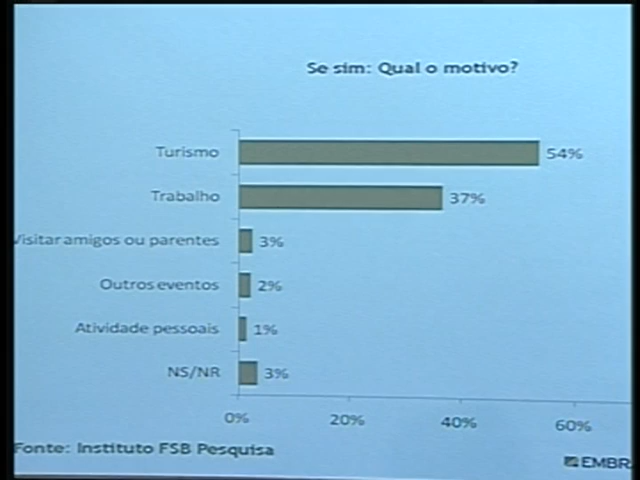 Se sim: Qual o motivo?
Turismo 54%
Trabalho 37%
Visitar amigos ou parentes 3%
Outros eventos 2%
Atividade pessoais 1%
NS/NR 3%
0% 20% 40% 60%
Fonte: Instituto FSB Pesquisa
EMBR